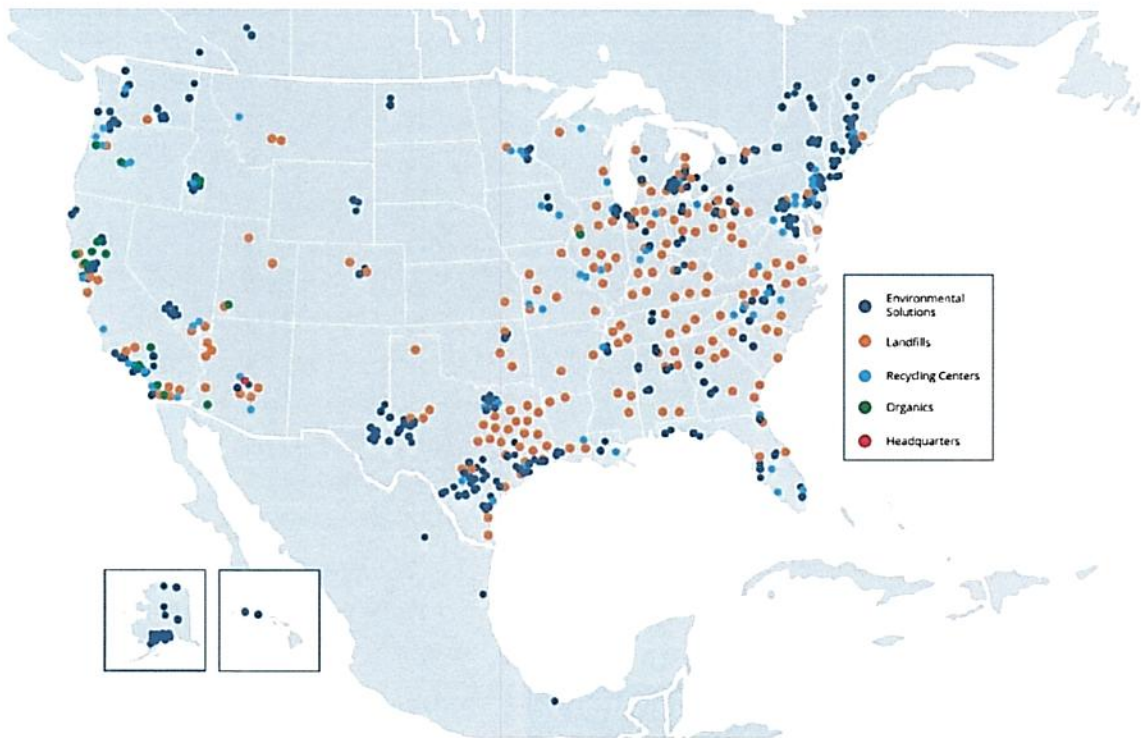 Environmental
Solutions
Landfills
Recycling Centers
Organics
Headquarters